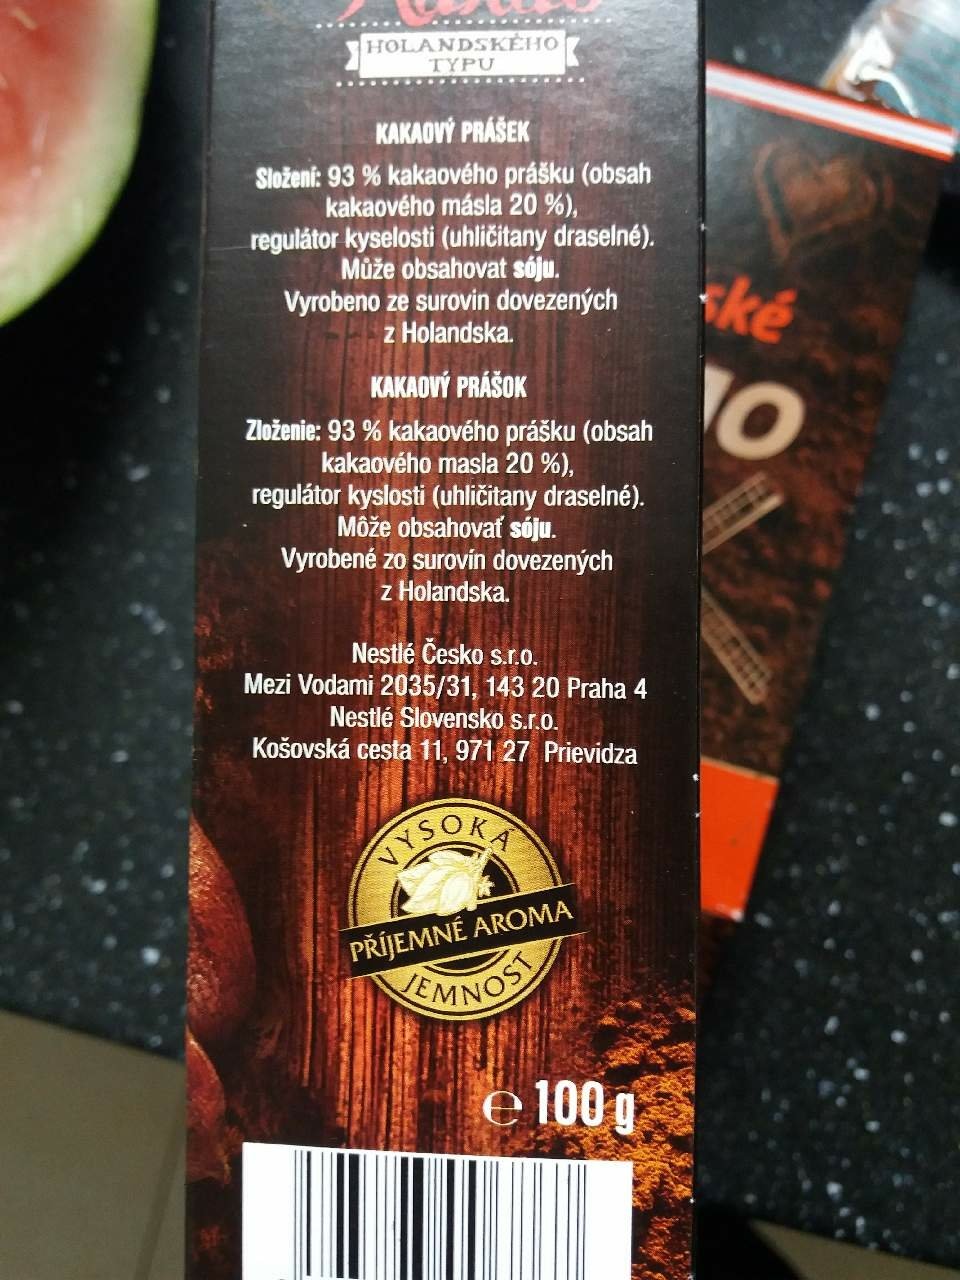 HOLANDSKÉHO
TYPU
KAKAOVÝ PRÁŠEK
Složení: 93 % kakaového prášku (obsah
kakaového másla 20 %),
regulátor kyselosti (uhličitany draselné).
Může obsahovat sóju.
Vyrobeno ze surovin dovezených
z Holandska.
KAKAOVÝ PRÁŠOK
Zloženie: 93 % kakaového prášku (obsah
kakaového masla 20 %),
regulátor kyslosti (uhličitany draselné).
Môže obsahovať sóju.
Vyrobené zo surovín dovezených
z Holandska.
Nestlé Česko s.r.o.
Mezi Vodami 2035/31, 143 20 Praha 4
Nestlé Slovensko s.r.o.
Košovská cesta 11, 971 27 Prievidza
VYSOKÁ
PŘÍJEMNÉ AROMA
JEMNOST
℮ 100 g